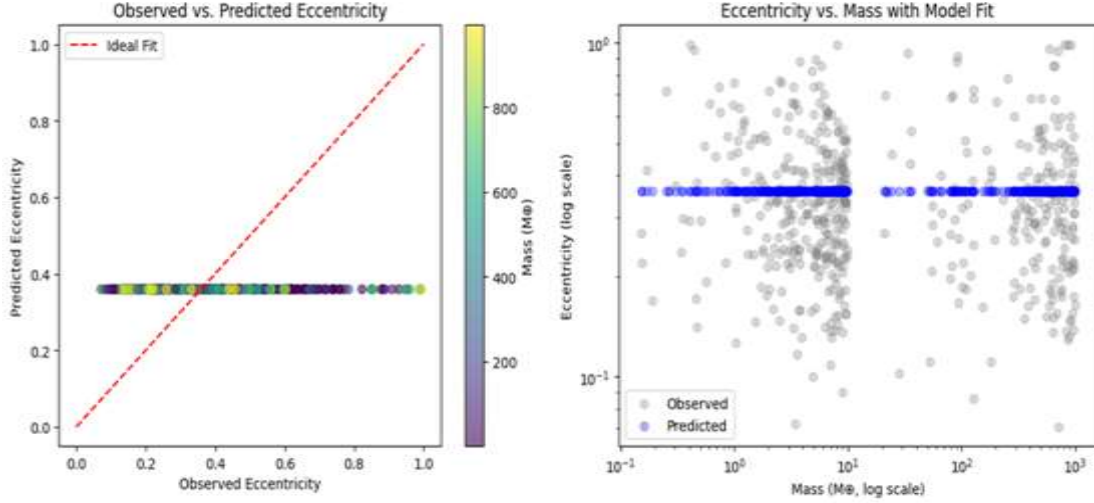 Observed vs. Predicted Eccentricity
Ideal Fit
1.0
0.8
0.6
0.4
0.2
0.0
Predicted Eccentricity
0.0 0.2 0.4 0.6 0.8 1.0
Observed Eccentricity
800
600
400
200
Mass (M⊕)
Eccentricity vs. Mass with Model Fit
10⁰
10⁻¹
Eccentricity (log scale)
Observed
Predicted
10⁻¹ 10⁰ 10¹ 10² 10³
Mass (M⊕, log scale)